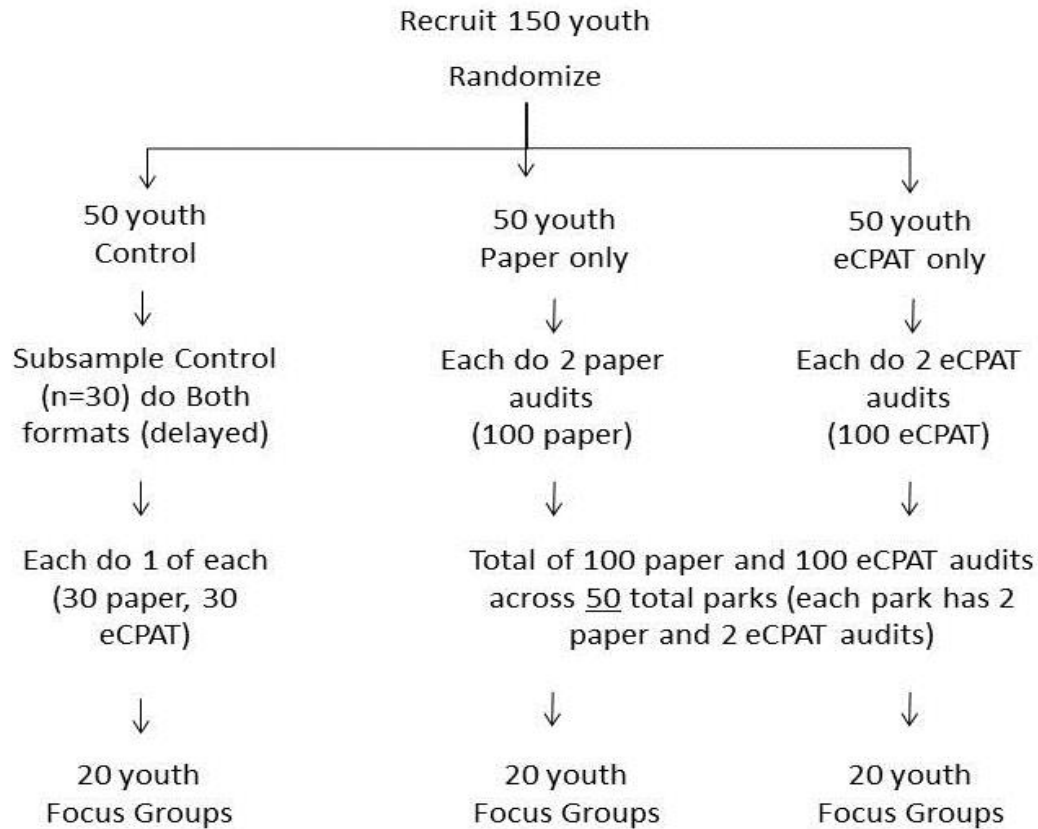 Recruit 150 youth
Randomize
50 youth
Control
50 youth
Paper only
50 youth
eCPAT only
Subsample Control
(n=30) do Both
formats (delayed)
Each do 2 paper
audits
(100 paper)
Each do 2 eCPAT
audits
(100 eCPAT)
Each do 1 of each
(30 paper, 30
eCPAT)
Total of 100 paper and 100 eCPAT audits
across 50 total parks (each park has 2
paper and 2 eCPAT audits)
20 youth
Focus Groups
20 youth
Focus Groups
20 youth
Focus Groups